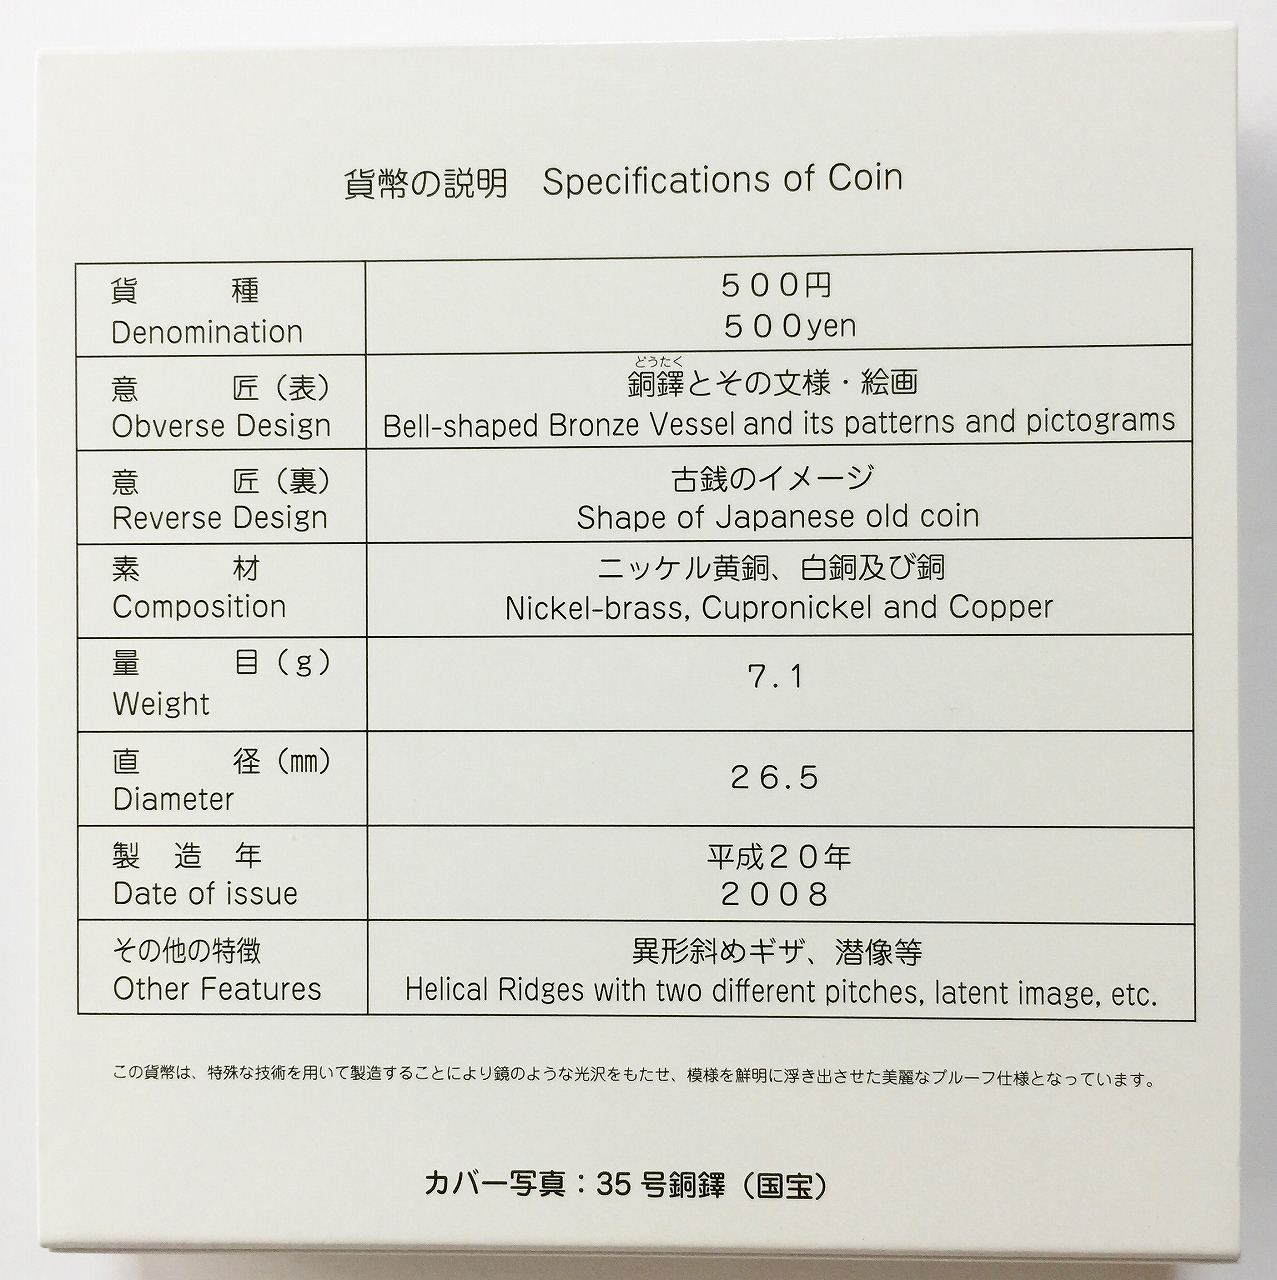 貨幣の説明 Specifications of Coin
貨 種
Denomination
５００円
５００yen
意 匠（表）
Obverse Design
どうたく
銅鐸とその文様・絵画
Bell-shaped Bronze Vessel and its patterns and pictograms
意 匠（裏）
Reverse Design
古銭のイメージ
Shape of Japanese old coin
素 材
Composition
ニッケル黄銅、白銅及び銅
Nickel-brass, Cupronickel and Copper
量 目（ｇ）
Weight
７.１
直 径（㎜）
Diameter
２６.５
製 造 年
Date of issue
平成２０年
２００８
その他の特徴
Other Features
異形斜めギザ、潜像等
Helical Ridges with two different pitches, latent image, etc.
この貨幣は、特殊な技術を用いて製造することにより鏡のような光沢をもたせ、模様を鮮明に浮き出させた美麗なプルーフ仕様となっています。
カバー写真：35 号銅鐸（国宝）